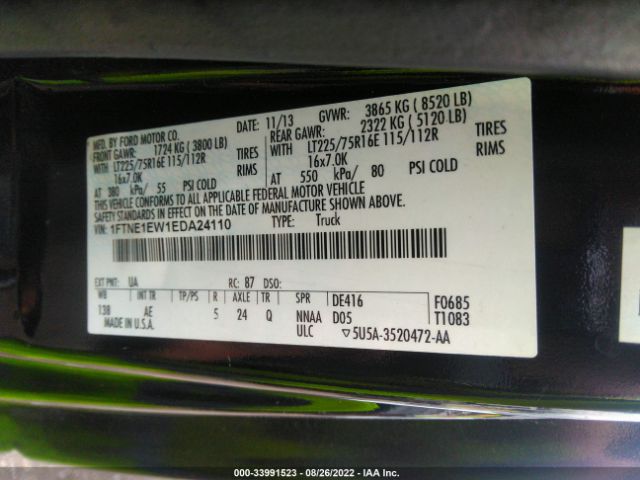 MFD. BY FORD MOTOR CO. DATE: 11/13 GVWR: 3865 KG ( 8520 LB)
FRONT GAWR: 1724 KG ( 3800 LB) REAR GAWR: 2322 KG ( 5120 LB)
WITH LT225/75R16E 115/112R TIRES WITH LT225/75R16E 115/112R TIRES
16x7.0K RIMS 16x7.0K RIMS
AT 380 kPa/ 55 PSI COLD AT 550 kPa/ 80 PSI COLD
THIS VEHICLE CONFORMS TO ALL APPLICABLE FEDERAL MOTOR VEHICLE
SAFETY STANDARDS IN EFFECT ON THE DATE OF MANUFACTURE SHOWN ABOVE.
VIN: 1FTNE1EW1EDA24110 TYPE: Truck
EXT PNT: UA RC: 87 DSO:
WB INT TR TP/PS R AXLE TR SPR DE416 F0685
138 AE 5 24 Q NNAA D05 T1083
MADE IN U.S.A. ULC ▽5U5A-3520472-AA
000-33991523 - 08/26/2022 - IAA Inc.